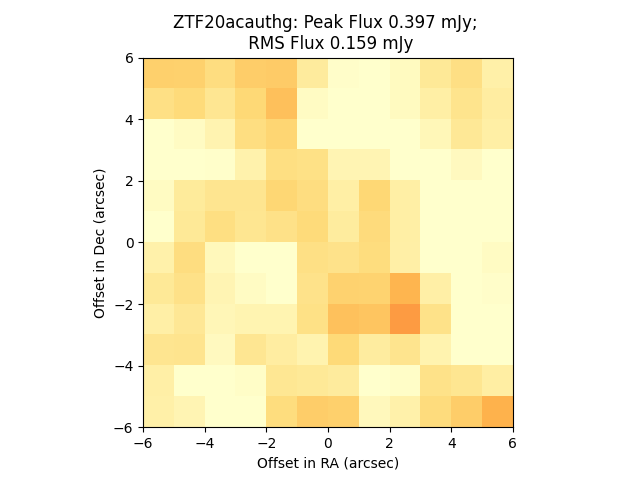 ZTF20acauthg: Peak Flux 0.397 mJy;
RMS Flux 0.159 mJy
6
4
2
0
−2
−4
−6
Offset in Dec (arcsec)
−6 −4 −2 0 2 4 6
Offset in RA (arcsec)